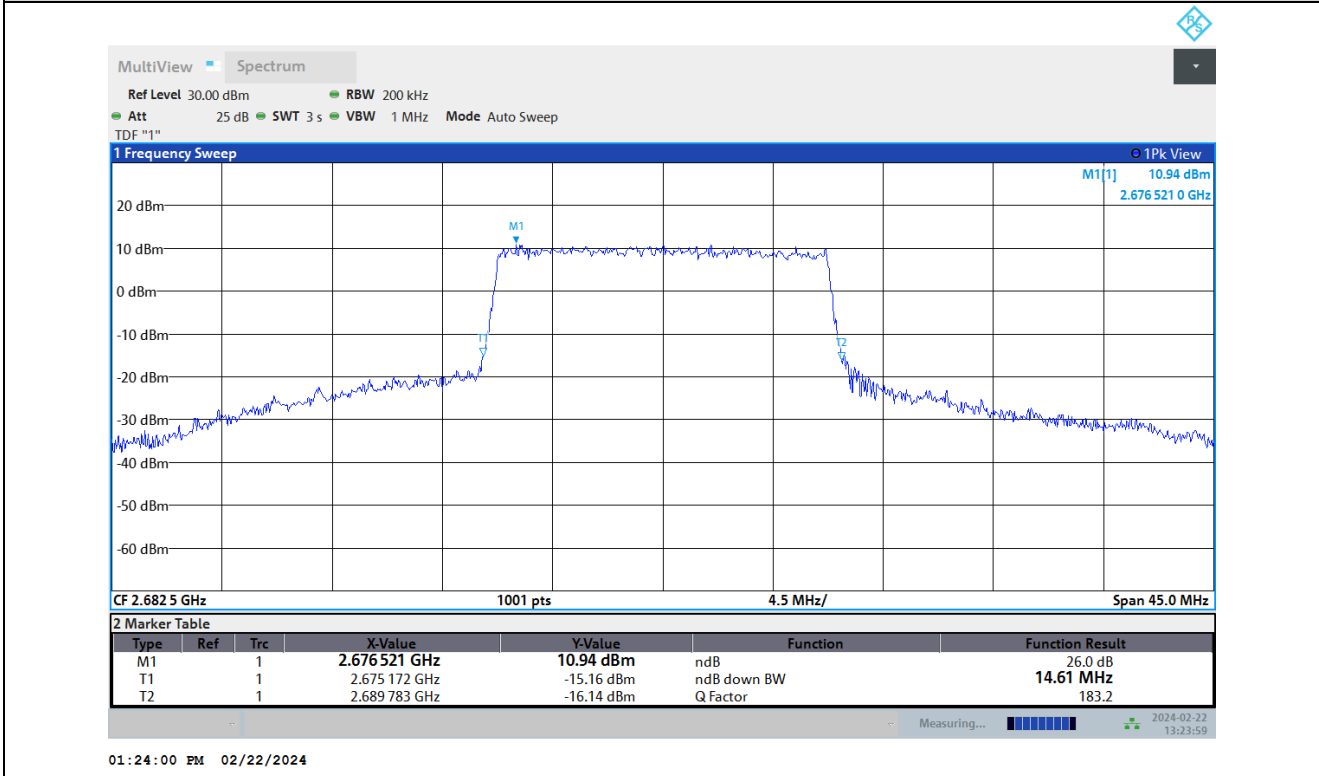 R&S
MultiView Spectrum
Ref Level 30.00 dBm RBW 200 kHz
Att 25 dB SWT 3 s VBW 1 MHz Mode Auto Sweep
TDF "1"
1 Frequency Sweep 1Pk View
M1[1] 10.94 dBm
2.676 521 0 GHz
20 dBm
M1
10 dBm
0 dBm
-10 dBm
T1
T2
-20 dBm
-30 dBm
-40 dBm
-50 dBm
-60 dBm
CF 2.682 5 GHz 1001 pts 4.5 MHz/ Span 45.0 MHz
2 Marker Table
Type Ref Trc X-Value Y-Value Function Function Result
M1 1 2.676 521 GHz 10.94 dBm ndB 26.0 dB
T1 1 2.675 172 GHz -15.16 dBm ndB down BW 14.61 MHz
T2 1 2.689 783 GHz -16.14 dBm Q Factor 183.2
Measuring... 2024-02-22
13:23:59
01:24:00 PM 02/22/2024